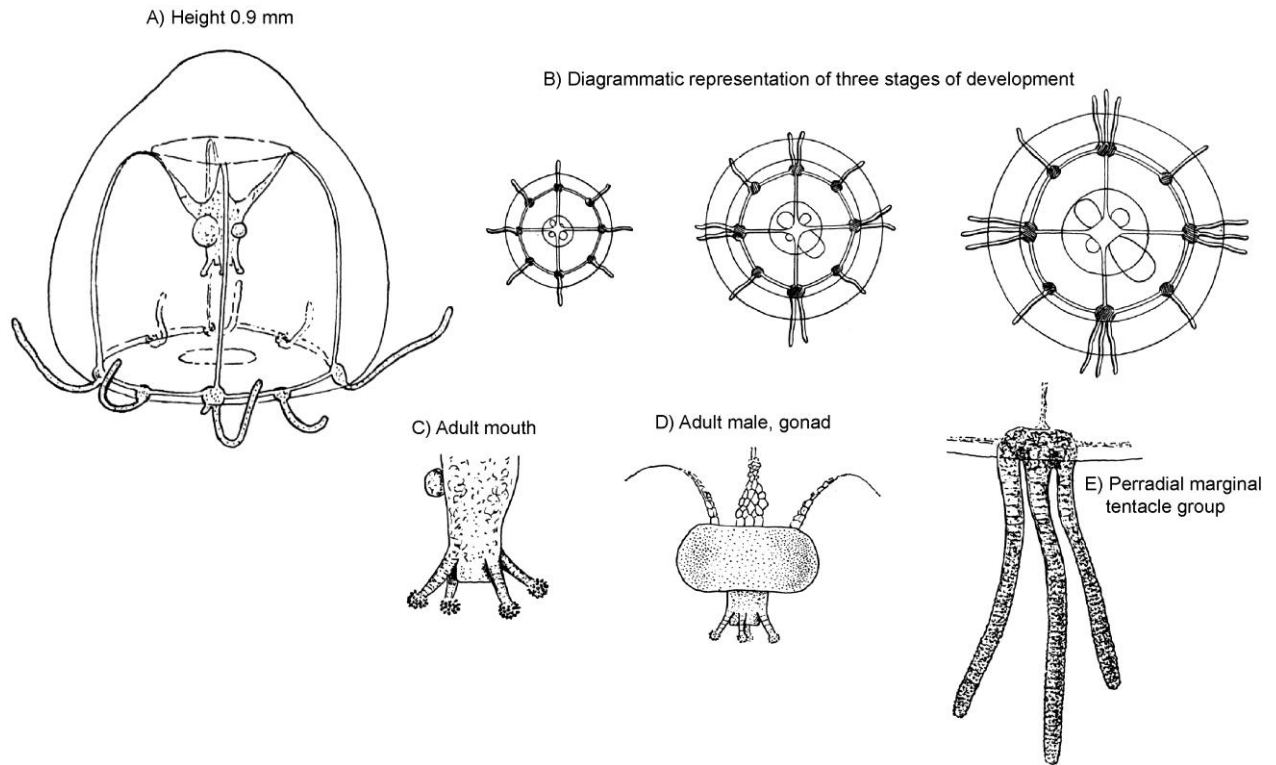 A) Height 0.9 mm
B) Diagrammatic representation of three stages of development
C) Adult mouth
D) Adult male, gonad
E) Perradial marginal
tentacle group